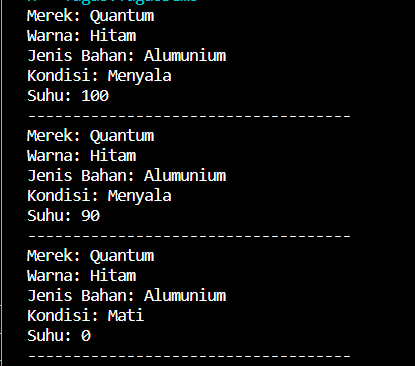 Merek: Quantum
Warna: Hitam
Jenis Bahan: Alumunium
Kondisi: Menyala
Suhu: 100
------------------------------------
Merek: Quantum
Warna: Hitam
Jenis Bahan: Alumunium
Kondisi: Menyala
Suhu: 90
------------------------------------
Merek: Quantum
Warna: Hitam
Jenis Bahan: Alumunium
Kondisi: Mati
Suhu: 0
------------------------------------